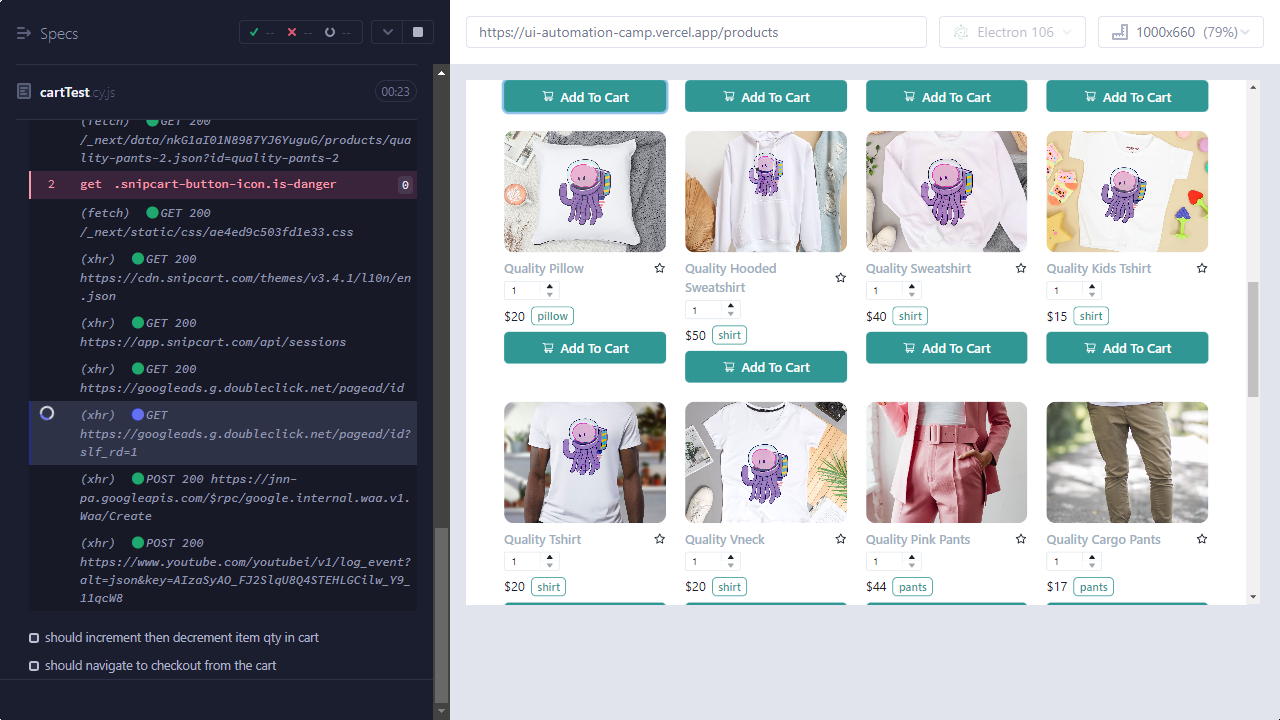 Specs
-- -- --
https://ui-automation-camp.vercel.app/products
Electron 106
1000x660 (79%)
cartTest.cy.js
00:23
(fetch) GET 200
/_next/data/nkG1aI01N8987YJ6YuguG/products/qua
lity-pants-2.json?id=quality-pants-2
2 get .snipcart-button-icon.is-danger 0
(fetch) GET 200
/_next/static/css/ae4ed9c503fd1e33.css
(xhr) GET 200
https://cdn.snipcart.com/themes/v3.4.1/l10n/en
.json
(xhr) GET 200
https://app.snipcart.com/api/sessions
(xhr) GET 200
https://googleads.g.doubleclick.net/pagead/id
(xhr) GET
https://googleads.g.doubleclick.net/pagead/id?
slf_rd=1
(xhr) POST 200 https://jnn-
pa.googleapis.com/$rpc/google.internal.waa.v1.
Waa/Create
(xhr) POST 200
https://www.youtube.com/youtubei/v1/log_event?
alt=json&key=AIzaSyAO_FJ2SlqU8Q4STEHLGCilw_Y9_
11qcW8
should increment then decrement item qty in cart
should navigate to checkout from the cart
Add To Cart Add To Cart Add To Cart Add To Cart
Quality Pillow
1
$20 pillow
Add To Cart
Quality Hooded
Sweatshirt
1
$50 shirt
Add To Cart
Quality Sweatshirt
1
$40 shirt
Add To Cart
Quality Kids Tshirt
1
$15 shirt
Add To Cart
Quality Tshirt
1
$20 shirt
Quality Vneck
1
$20 shirt
Quality Pink Pants
1
$44 pants
Quality Cargo Pants
1
$17 pants